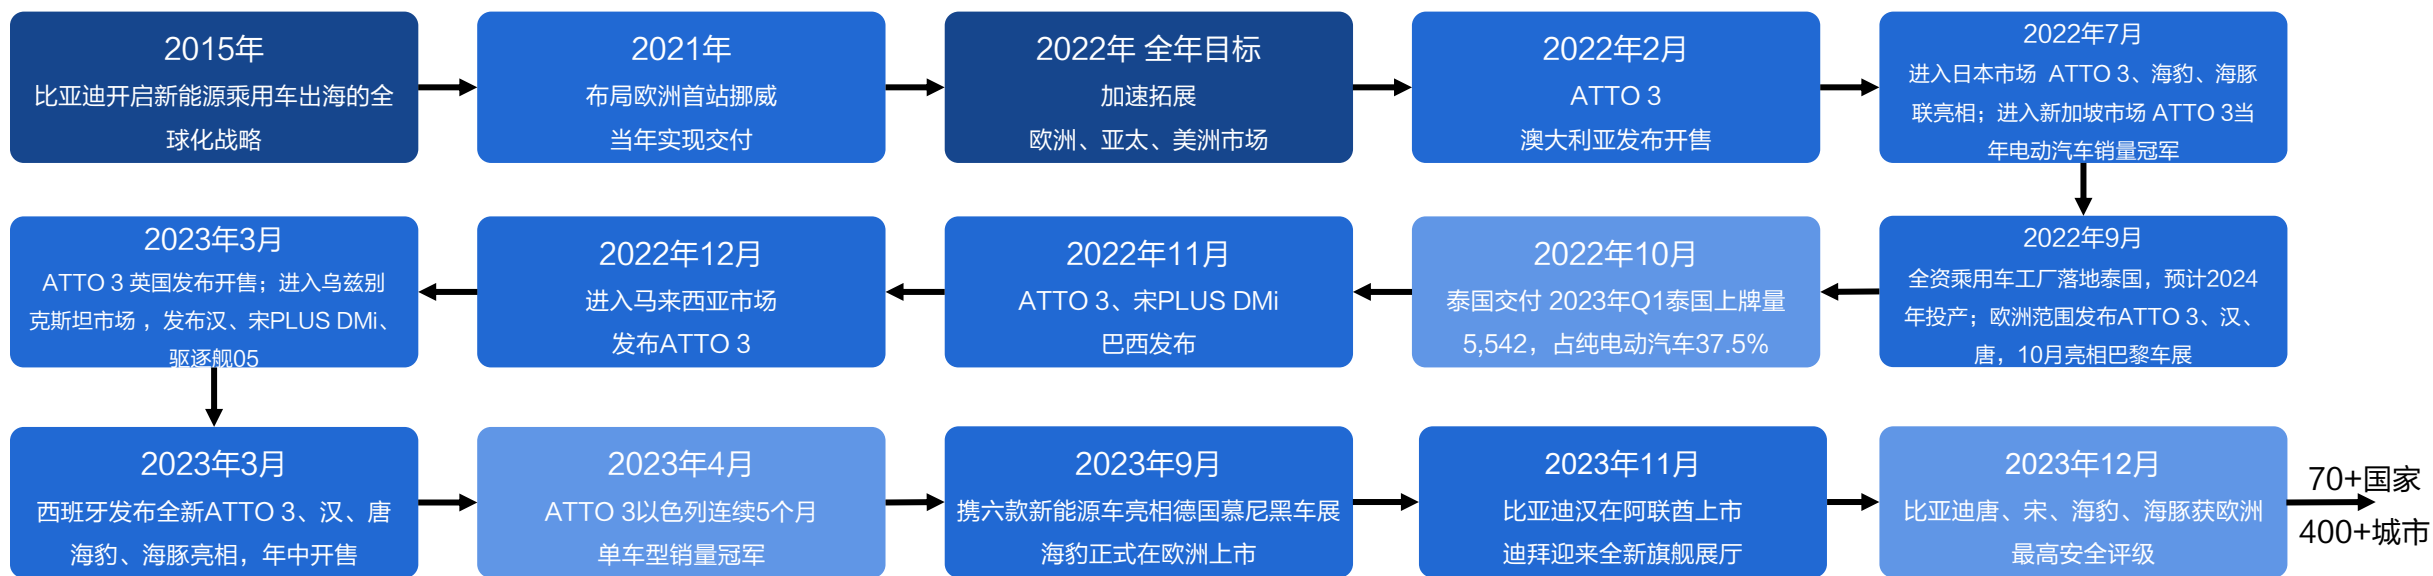 2015年
比亚迪开启新能源乘用车出海的全
球化战略
2021年
布局欧洲首站挪威
当年实现交付
2022年 全年目标
加速拓展
欧洲、亚太、美洲市场
2022年2月
ATTO 3
澳大利亚发布开售
2022年7月
进入日本市场 ATTO 3、海豹、海豚
联亮相；进入新加坡市场 ATTO 3当
年电动汽车销量冠军
2022年9月
全资乘用车工厂落地泰国，预计2024
年投产；欧洲范围发布ATTO 3、汉、
唐，10月亮相巴黎车展
2022年10月
泰国交付 2023年Q1泰国上牌量
5,542，占纯电动汽车37.5%
2022年11月
ATTO 3、宋PLUS DMi
巴西发布
2022年12月
进入马来西亚市场
发布ATTO 3
2023年3月
ATTO 3 英国发布开售；进入乌兹别
克斯坦市场 ，发布汉、宋PLUS DMi、
驱逐舰05
2023年3月
西班牙发布全新ATTO 3、汉、唐
海豹、海豚亮相，年中开售
2023年4月
ATTO 3以色列连续5个月
单车型销量冠军
2023年9月
携六款新能源车亮相德国慕尼黑车展
海豹正式在欧洲上市
2023年11月
比亚迪汉在阿联酋上市
迪拜迎来全新旗舰展厅
2023年12月
比亚迪唐、宋、海豹、海豚获欧洲
最高安全评级
70+国家
400+城市